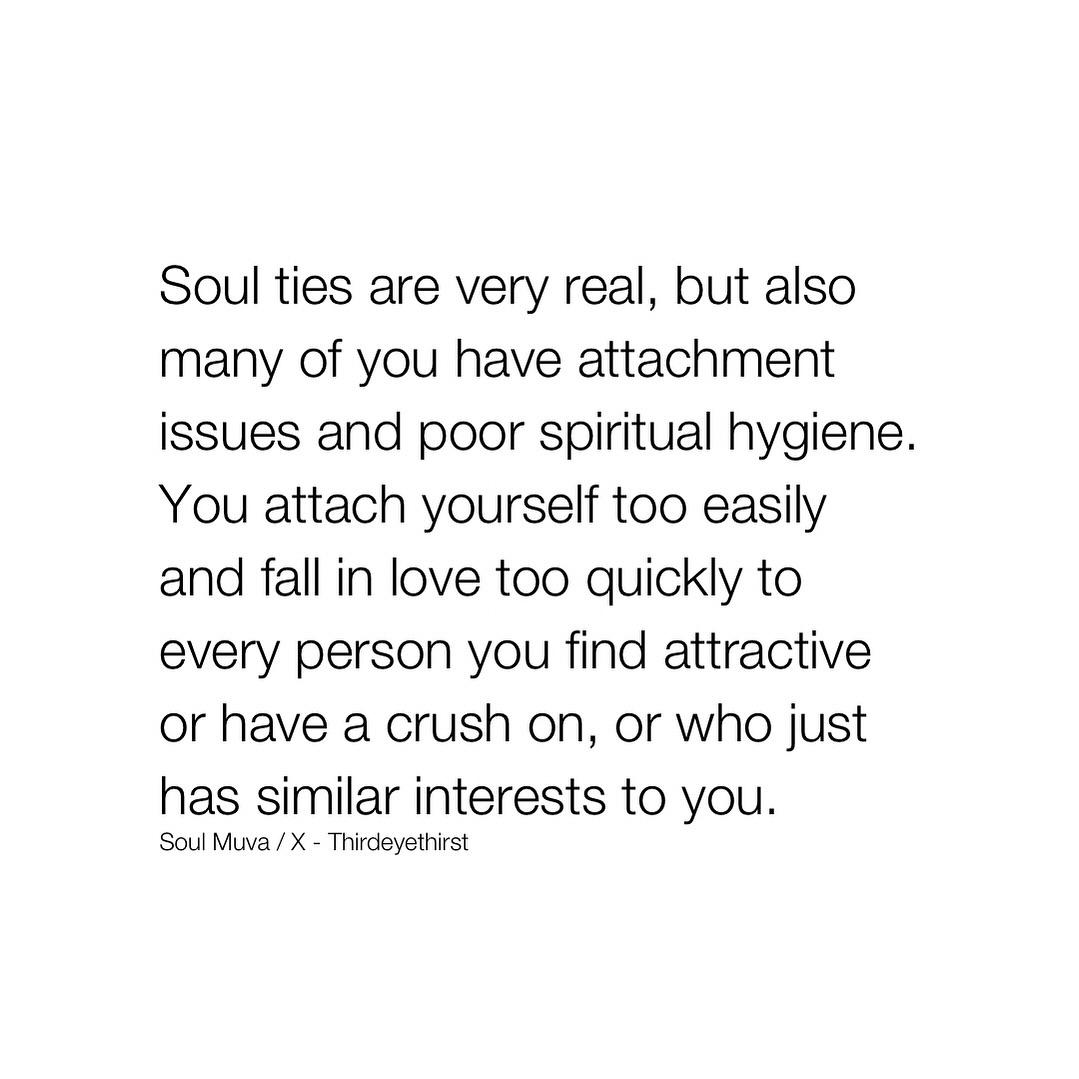 Soul ties are very real, but also
many of you have attachment
issues and poor spiritual hygiene.
You attach yourself too easily
and fall in love too quickly to
every person you find attractive
or have a crush on, or who just
has similar interests to you.
Soul Muva / X - Thirdeyethirst